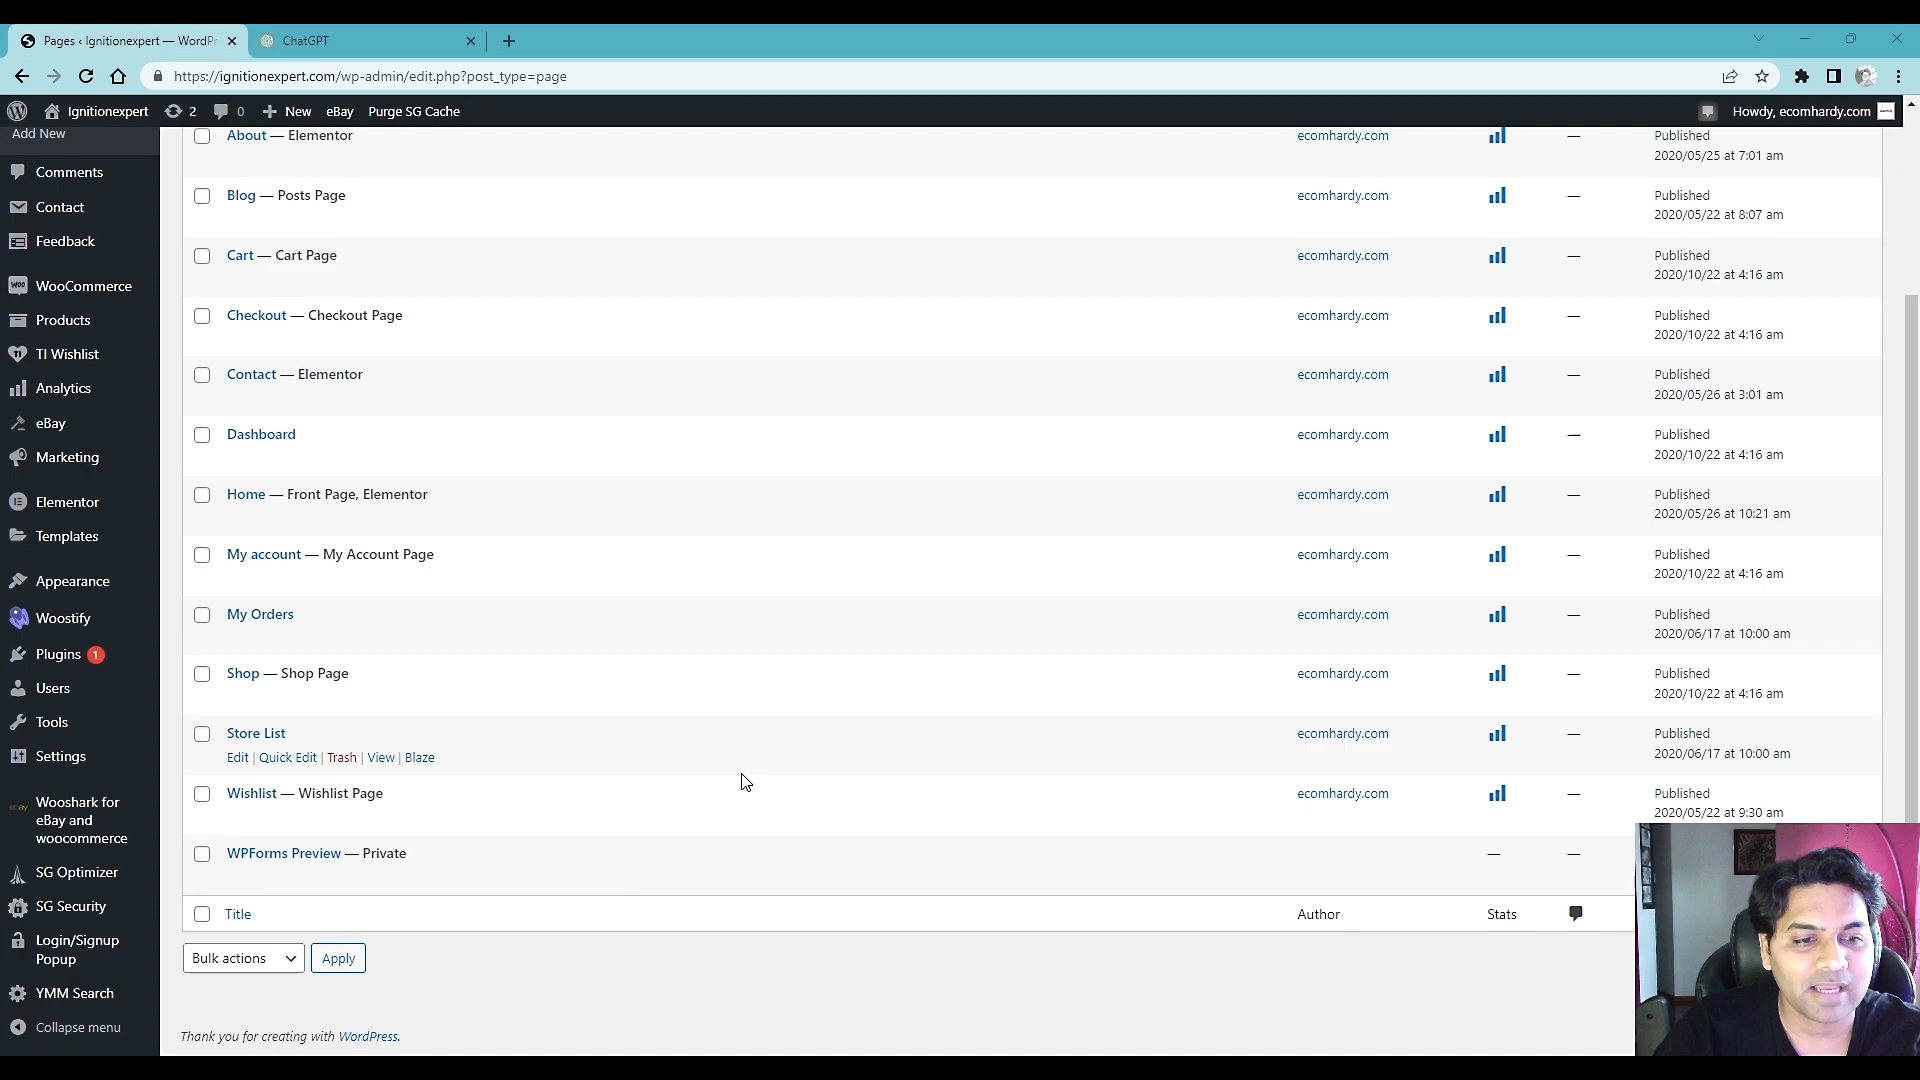 Pages ‹ Ignitionexpert — WordPr
ChatGPT
https://ignitionexpert.com/wp-admin/edit.php?post_type=page
Ignitionexpert
2
0
New
eBay
Purge SG Cache
Howdy, ecomhardy.com
Add New
Comments
Contact
Feedback
WooCommerce
Products
TI Wishlist
Analytics
eBay
Marketing
Elementor
Templates
Appearance
Woostify
Plugins 1
Users
Tools
Settings
Wooshark for
eBay and
woocommerce
SG Optimizer
SG Security
Login/Signup
Popup
YMM Search
Collapse menu
About — Elementor ecomhardy.com — Published
2020/05/25 at 7:01 am
Blog — Posts Page ecomhardy.com — Published
2020/05/22 at 8:07 am
Cart — Cart Page ecomhardy.com — Published
2020/10/22 at 4:16 am
Checkout — Checkout Page ecomhardy.com — Published
2020/10/22 at 4:16 am
Contact — Elementor ecomhardy.com — Published
2020/05/26 at 3:01 am
Dashboard ecomhardy.com — Published
2020/10/22 at 4:16 am
Home — Front Page, Elementor ecomhardy.com — Published
2020/05/26 at 10:21 am
My account — My Account Page ecomhardy.com — Published
2020/10/22 at 4:16 am
My Orders ecomhardy.com — Published
2020/06/17 at 10:00 am
Shop — Shop Page ecomhardy.com — Published
2020/10/22 at 4:16 am
Store List ecomhardy.com — Published
Edit | Quick Edit | Trash | View | Blaze 2020/06/17 at 10:00 am
Wishlist — Wishlist Page ecomhardy.com — Published
2020/05/22 at 9:30 am
WPForms Preview — Private — —
Title Author Stats
Bulk actions
Apply
Thank you for creating with WordPress.